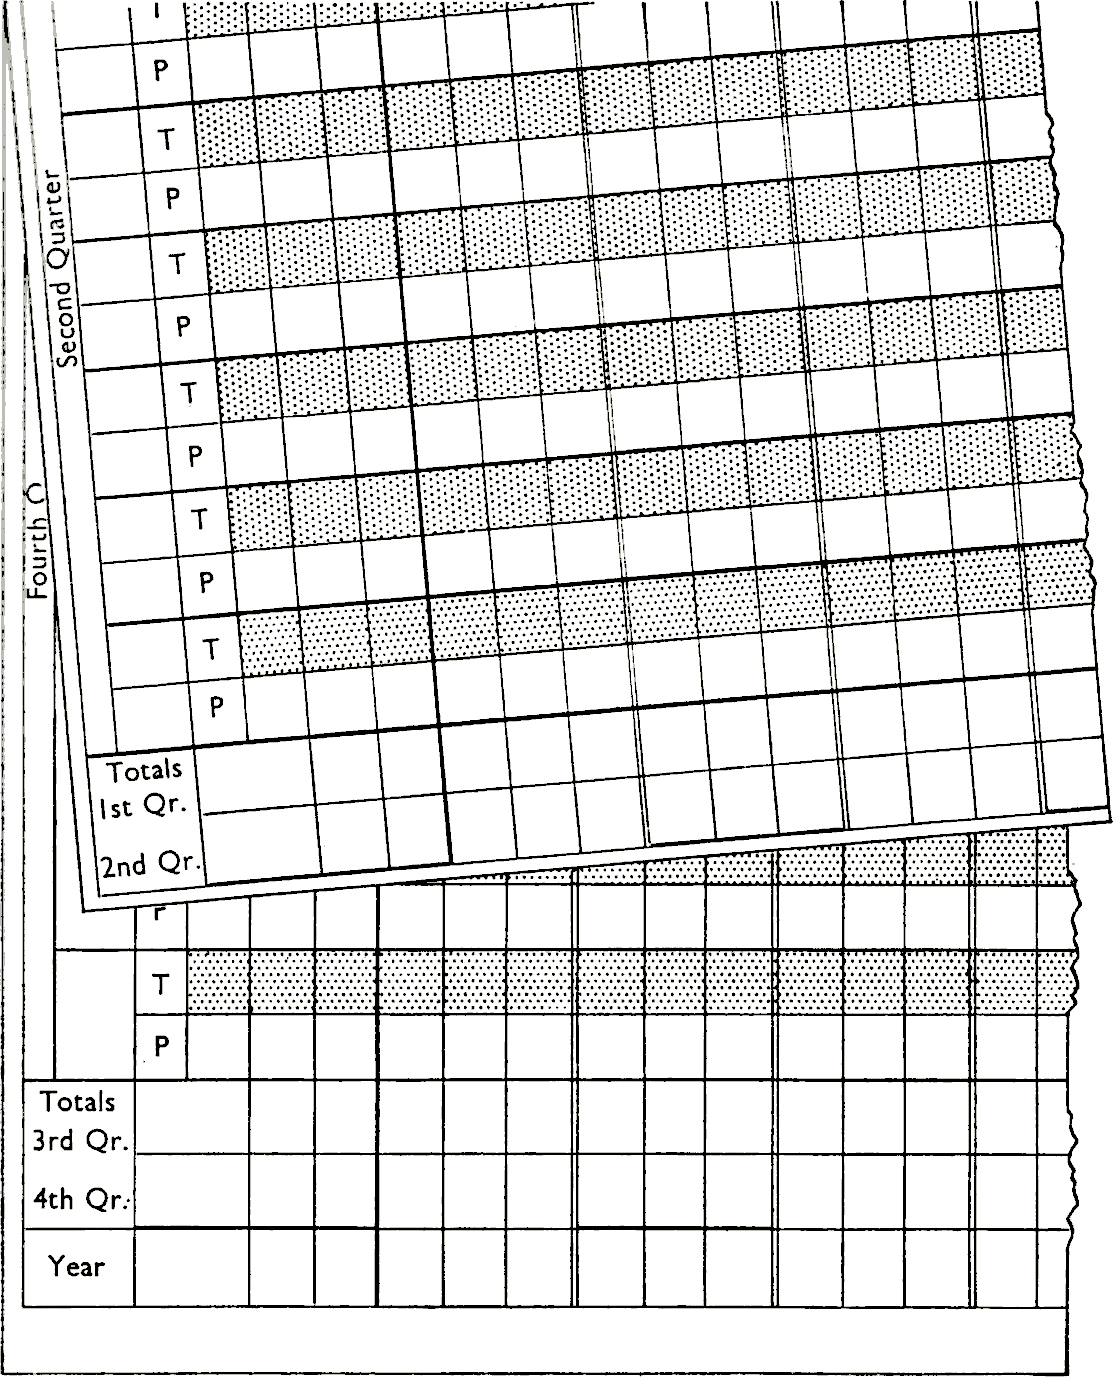 P
T
P
T
P
T
P
T
P
T
P
Second Quarter
Totals
1st Qr.
2nd Qr.
Fourth
T
P
Totals
3rd Qr.
4th Qr.
Year